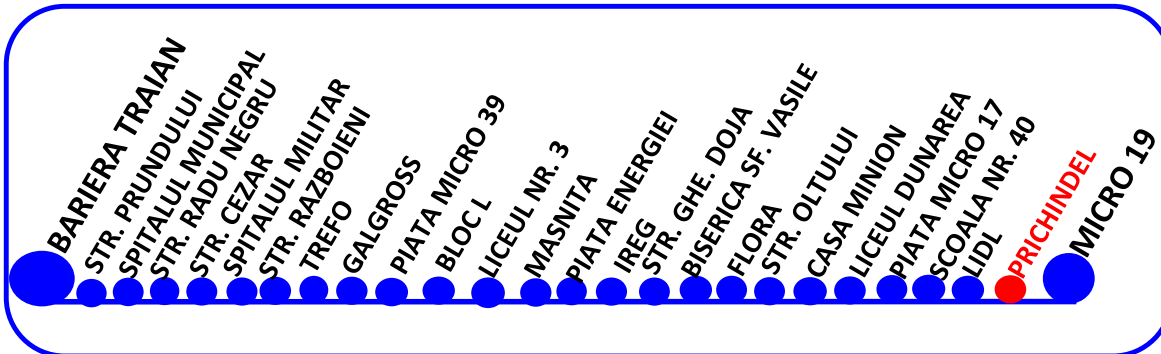 BARIERA TRAIAN
STR. PRUNDULUI
SPITALUL MUNICIPAL
STR. RADU NEGRU
STR. CEZAR
SPITALUL MILITAR
STR. RAZBOIENI
TREFO
GALGROSS
PIATA MICRO 39
BLOC L
LICEUL NR. 3
MASNITA
PIATA ENERGIEI
IREG
STR. GHE. DOJA
BISERICA SF. VASILE
FLORA
STR. OLTULUI
CASA MINION
LICEUL DUNAREA
PIATA MICRO 17
SCOALA NR. 40
LIDL
PRICHINDEL
MICRO 19